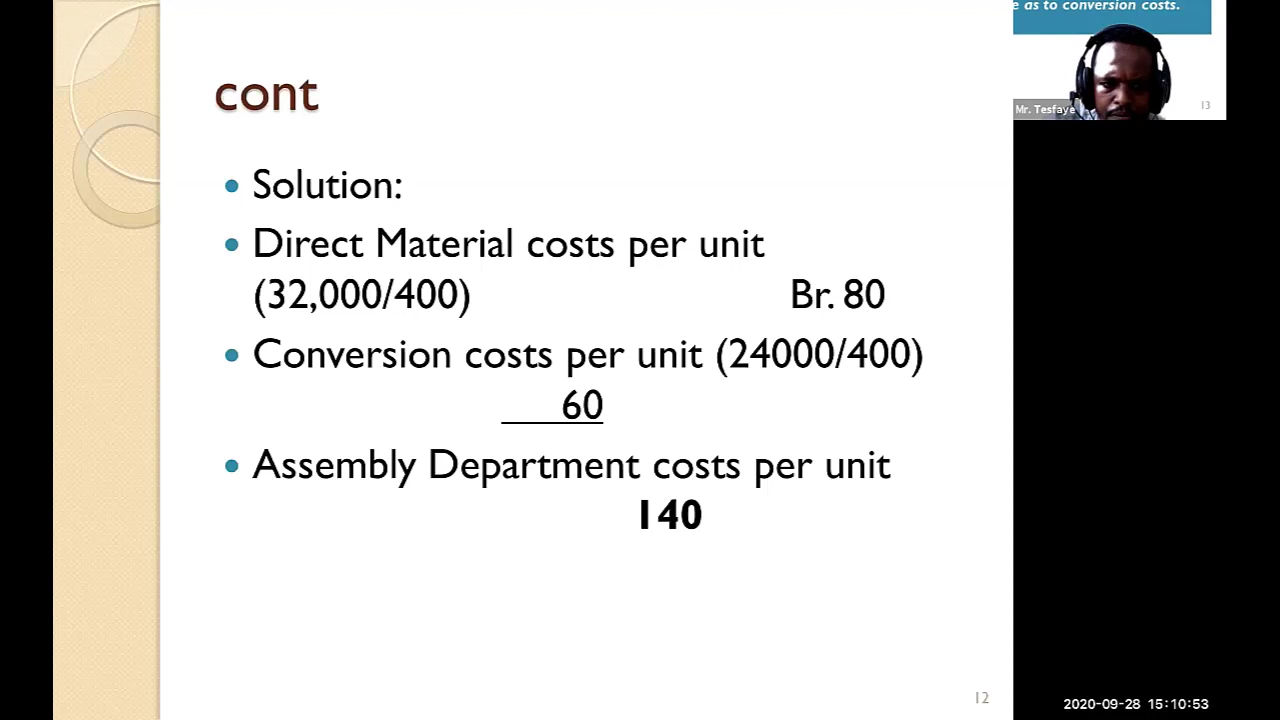 e as to conversion costs.
Mr. Tesfaye
13
cont
Solution:
Direct Material costs per unit
(32,000/400) Br. 80
Conversion costs per unit (24000/400)
60
Assembly Department costs per unit
140
12
2020-09-28 15:10:53